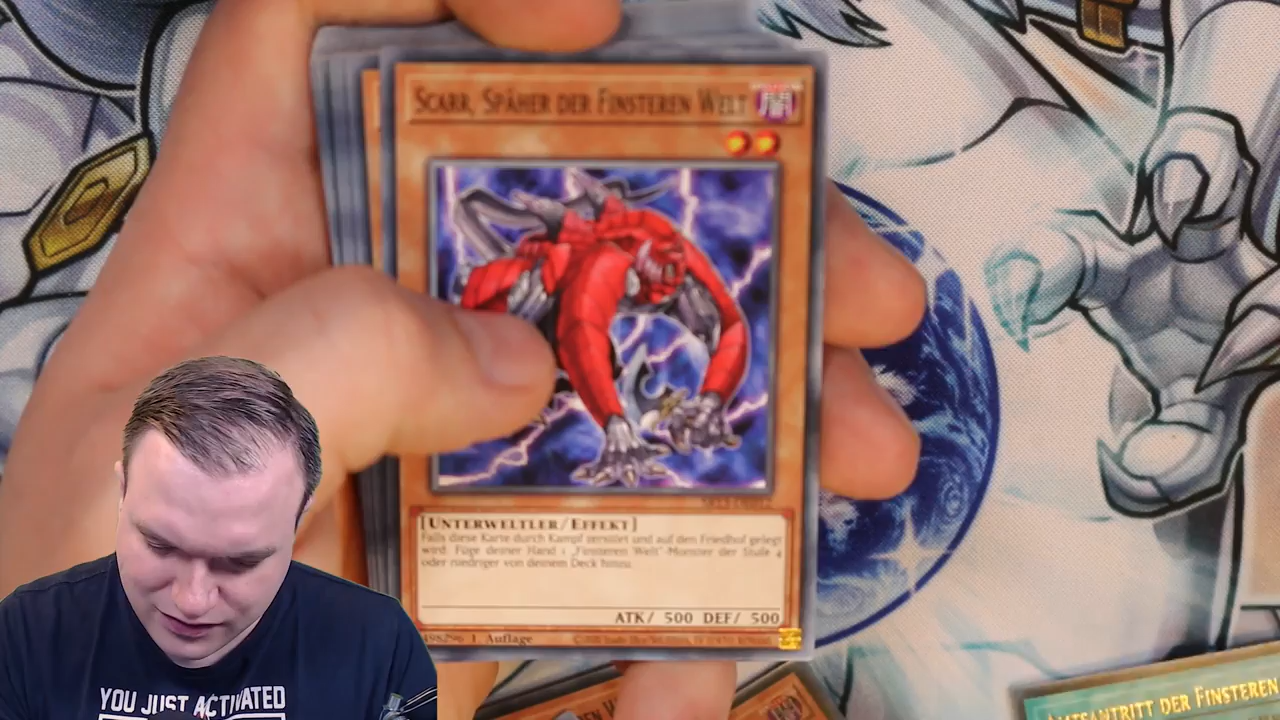 SCARR, SPÄHER DER FINSTEREN WELT
[UNTERWELTLER/EFFEKT]
Falls diese Karte durch Kampf zerstört und auf den Friedhof gelegt
wird: Füge deiner Hand 1 „Finsteren Welt"-Monster der Stufe 4
oder niedriger von deinem Deck hinzu.
ATK/ 500 DEF/ 500
498296 1. Auflage
YOU JUST ACTIVATED
AMTSANTRITT DER FINSTEREN